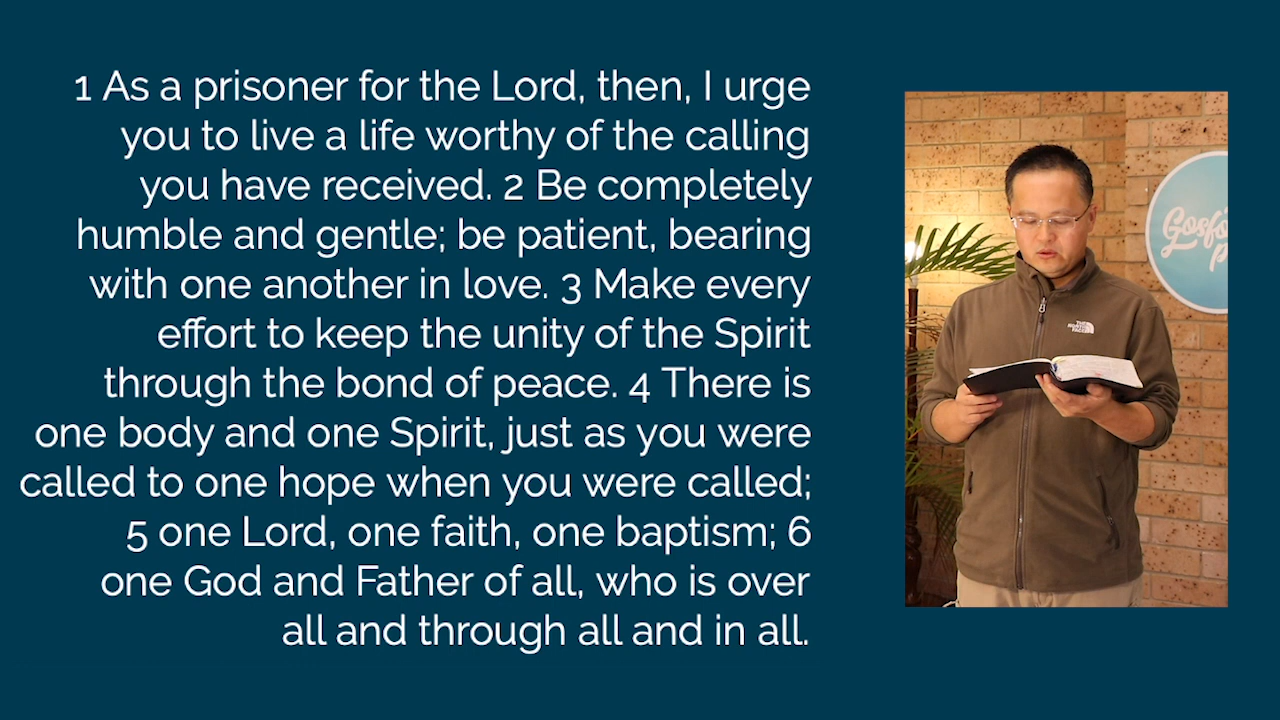 1 As a prisoner for the Lord, then, I urge
you to live a life worthy of the calling
you have received. 2 Be completely
humble and gentle; be patient, bearing
with one another in love. 3 Make every
effort to keep the unity of the Spirit
through the bond of peace. 4 There is
one body and one Spirit, just as you were
called to one hope when you were called;
5 one Lord, one faith, one baptism; 6
one God and Father of all, who is over
all and through all and in all.
THE
NORTH
FACE